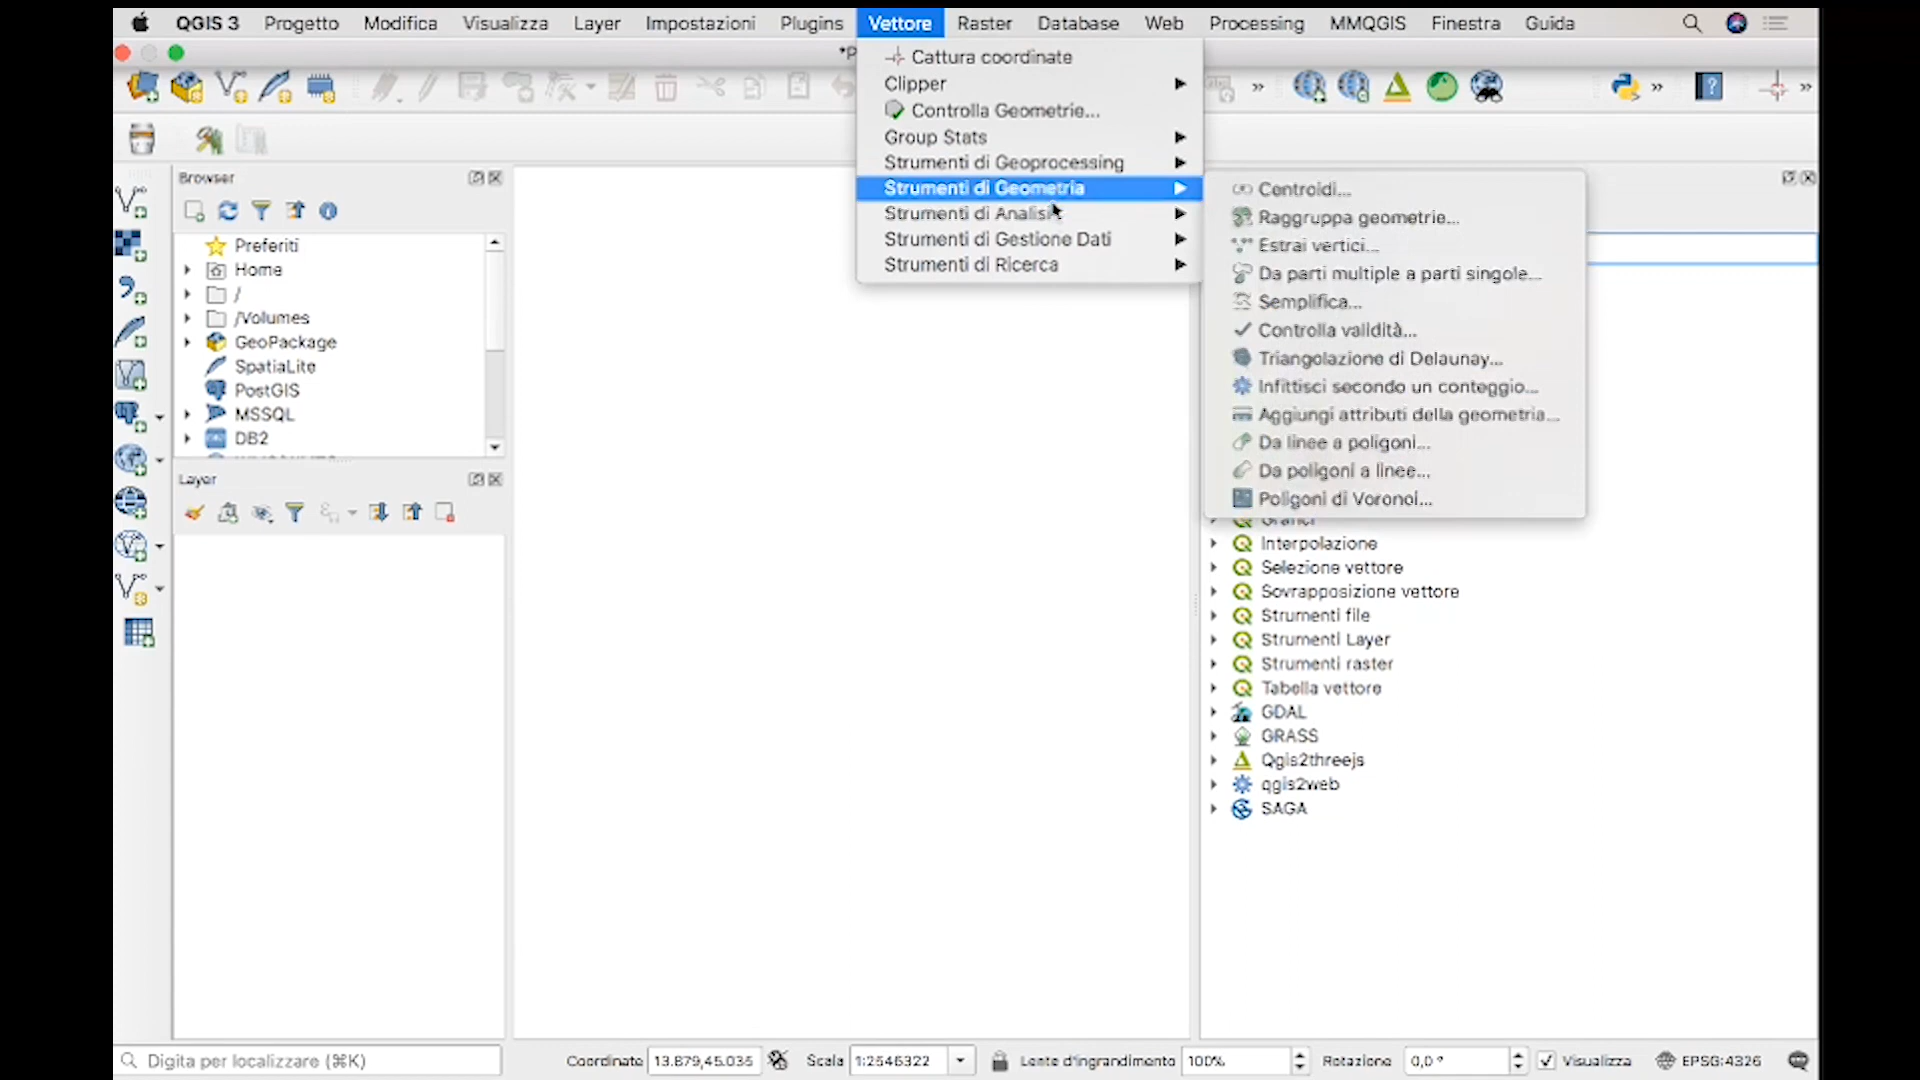 QGIS 3 Progetto Modifica Visualizza Layer Impostazioni Plugins Vettore Raster Database Web Processing MMQGIS Finestra Guida
*P
Cattura coordinate
Clipper
Controlla Geometrie...
Group Stats
Strumenti di Geoprocessing
Strumenti di Geometria
Strumenti di Analisi
Strumenti di Gestione Dati
Strumenti di Ricerca
Centroidi...
Raggruppa geometrie...
Estrai vertici...
Da parti multiple a parti singole...
Semplifica...
Controlla validità...
Triangolazione di Delaunay...
Infittisci secondo un conteggio...
Aggiungi attributi della geometria...
Da linee a poligoni...
Da poligoni a linee...
Poligoni di Voronoi...
Browser
Preferiti
Home
/
/Volumes
GeoPackage
SpatiaLite
PostGIS
MSSQL
DB2
Layer
Grafici
Interpolazione
Selezione vettore
Sovrapposizione vettore
Strumenti file
Strumenti Layer
Strumenti raster
Tabella vettore
GDAL
GRASS
Qgis2threejs
qgis2web
SAGA
Digita per localizzare (⌘K) Coordinate 13.879,45.035 Scala 1:2546322 Lente d'ingrandimento 100% Rotazione 0,0 ° Visualizza EPSG:4326